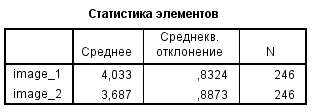 Статистика элементов
Среднее Среднекв. отклонение N
image_1 4,033 ,8324 246
image_2 3,687 ,8873 246